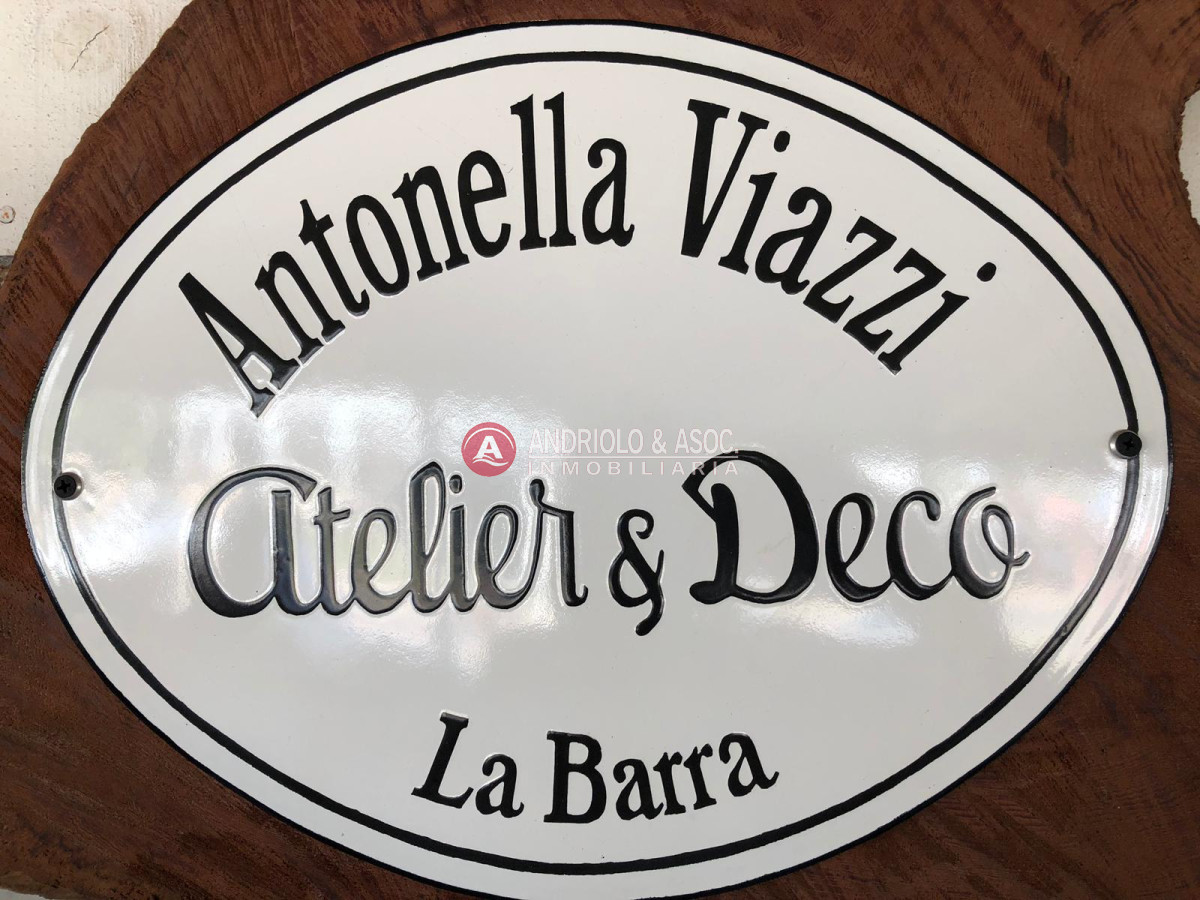 Antonella Viazzi
A
ANDRIOLO & ASOC.
INMOBILIARIA
Atelier & Deco
La Barra